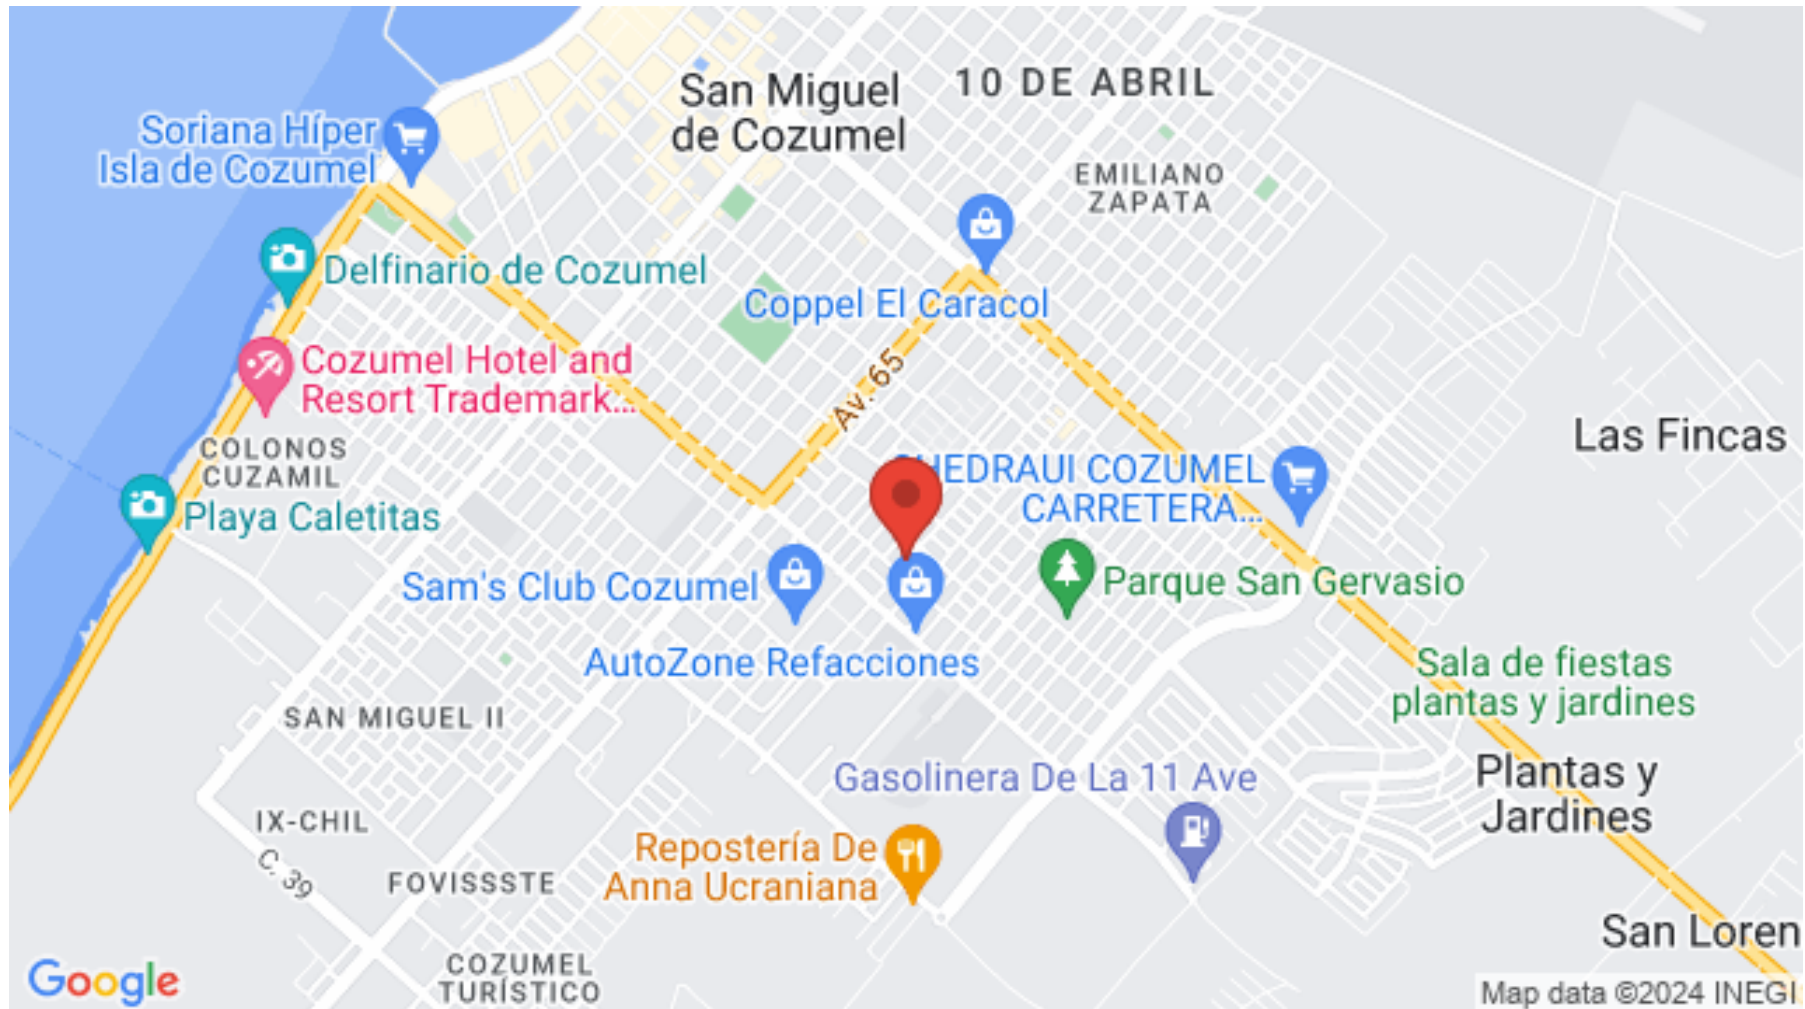 San Miguel
de Cozumel
10 DE ABRIL
Soriana Híper
Isla de Cozumel
EMILIANO
ZAPATA
Delfinario de Cozumel
Coppel El Caracol
Cozumel Hotel and
Resort Trademark...
Av. 65
COLONOS
CUZAMIL
Las Fincas
HEDRAUI COZUMEL
CARRETERA...
Playa Caletitas
Sam's Club Cozumel
Parque San Gervasio
AutoZone Refacciones
Sala de fiestas
plantas y jardines
SAN MIGUEL II
Gasolinera De La 11 Ave
Plantas y
Jardines
IX-CHIL
C. 39
Repostería De
Anna Ucraniana
FOVISSSTE
San Loren
COZUMEL
TURÍSTICO
Google
Map data ©2024 INEGI